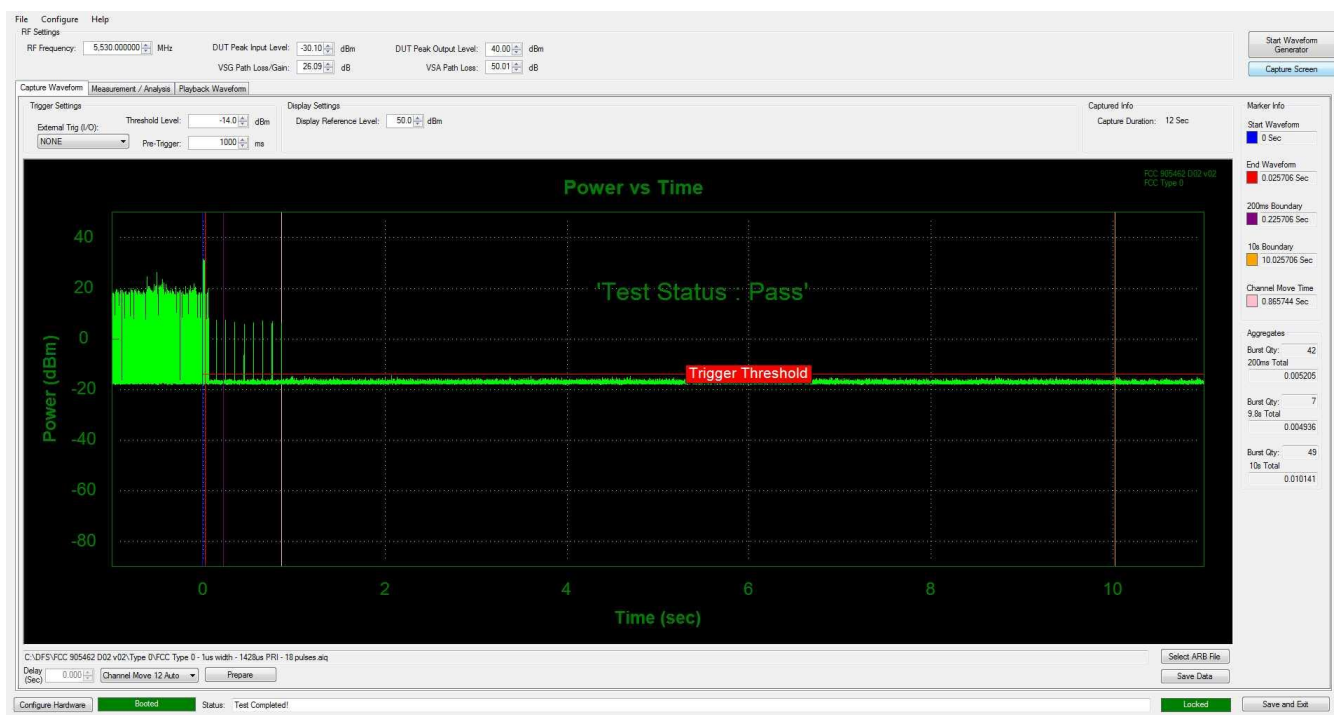 File Configure Help
RF Settings
RF Frequency: 5,530.000000 MHz DUT Peak Input Level: -30.10 dBm DUT Peak Output Level: 40.00 dBm
VSG Path Loss/Gain: 26.09 dB VSA Path Loss: 50.01 dB
Start Waveform Generator
Capture Screen
Capture Waveform Measurement / Analysis Playback Waveform
Trigger Settings
External Trig (I/O): Threshold Level: -14.0 dBm
NONE Pre-Trigger: 1000 ms
Display Settings
Display Reference Level: 50.0 dBm
Captured Info
Capture Duration: 12 Sec
Marker Info
Start Waveform
0 Sec
End Waveform
0.025706 Sec
200ms Boundary
0.225706 Sec
10s Boundary
10.025706 Sec
Channel Move Time
0.865744 Sec
Aggregates
Burst Qty: 42
200ms Total
0.005205
Burst Qty: 7
9.8s Total
0.004936
Burst Qty: 49
10s Total
0.010141
Power vs Time
FCC 905462 D02 v02
FCC Type 0
'Test Status : Pass'
Trigger Threshold
Power (dBm)
40
20
0
-20
-40
-60
-80
0 2 4 6 8 10
Time (sec)
C:\DFS\FCC 905462 D02 v02\Type 0\FCC Type 0 - 1us width - 1428us PRI - 18 pulses.aiq
Select ARB File
Delay (Sec) 0.000 Channel Move 12 Auto Prepare
Save Data
Configure Hardware Booted Status: Test Completed! Locked Save and Exit